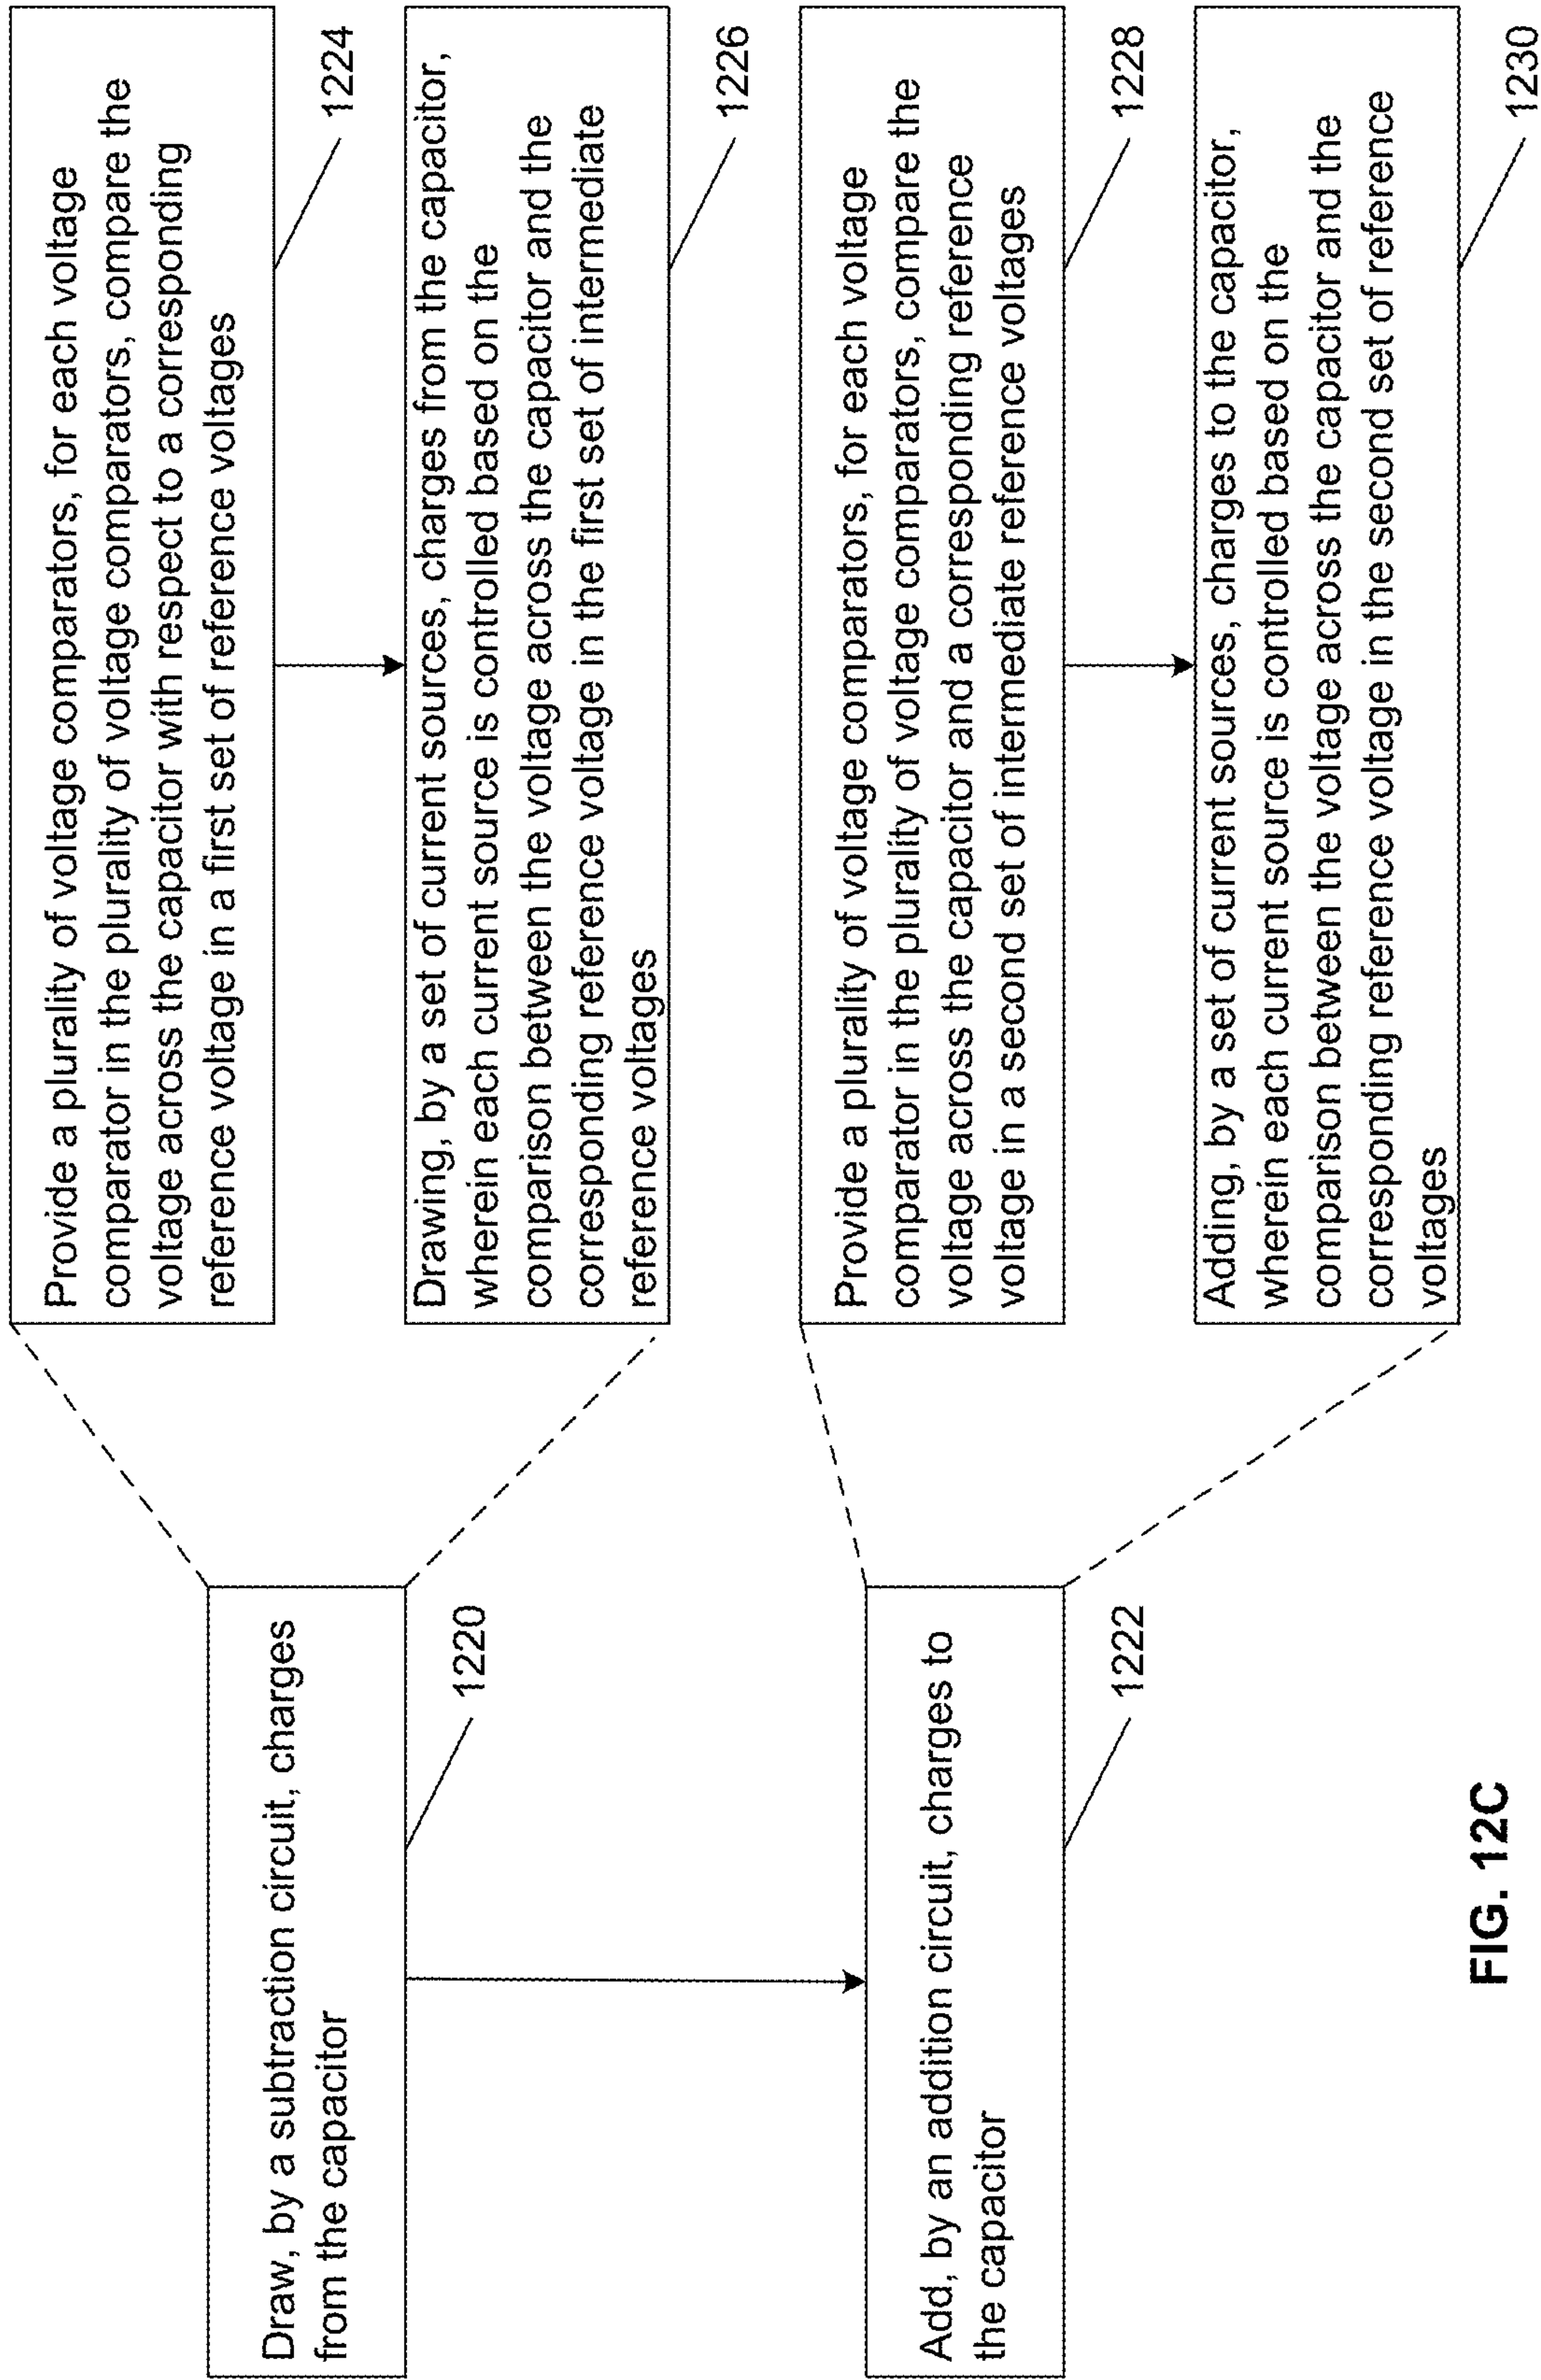 Draw, by a subtraction circuit, charges
from the capacitor
1220
Add, by an addition circuit, charges to
the capacitor
1222
Provide a plurality of voltage comparators, for each voltage
comparator in the plurality of voltage comparators, compare the
voltage across the capacitor with respect to a corresponding
reference voltage in a first set of reference voltages
1224
Drawing, by a set of current sources, charges from the capacitor,
wherein each current source is controlled based on the
comparison between the voltage across the capacitor and the
corresponding reference voltage in the first set of intermediate
reference voltages
1226
Provide a plurality of voltage comparators, for each voltage
comparator in the plurality of voltage comparators, compare the
voltage across the capacitor and a corresponding reference
voltage in a second set of intermediate reference voltages
1228
Adding, by a set of current sources, charges to the capacitor,
wherein each current source is controlled based on the
comparison between the voltage across the capacitor and the
corresponding reference voltage in the second set of reference
voltages
1230
FIG. 12C